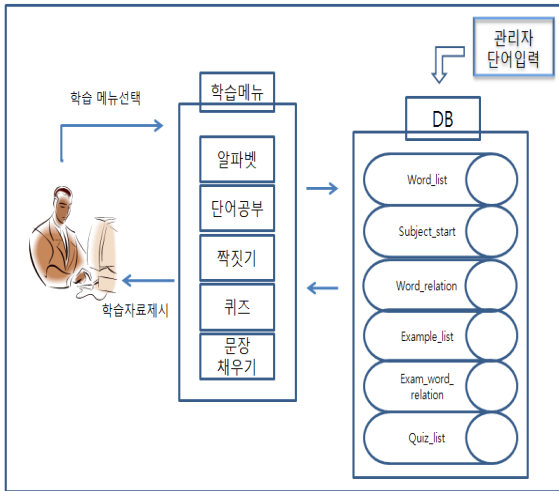 관리자
단어입력
학습 메뉴선택
학습메뉴
DB
알파벳
단어공부
짝짓기
퀴즈
문장
채우기
학습자료제시
Word_list
Subject_start
Word_relation
Example_list
Exam_word_
relation
Quiz_list